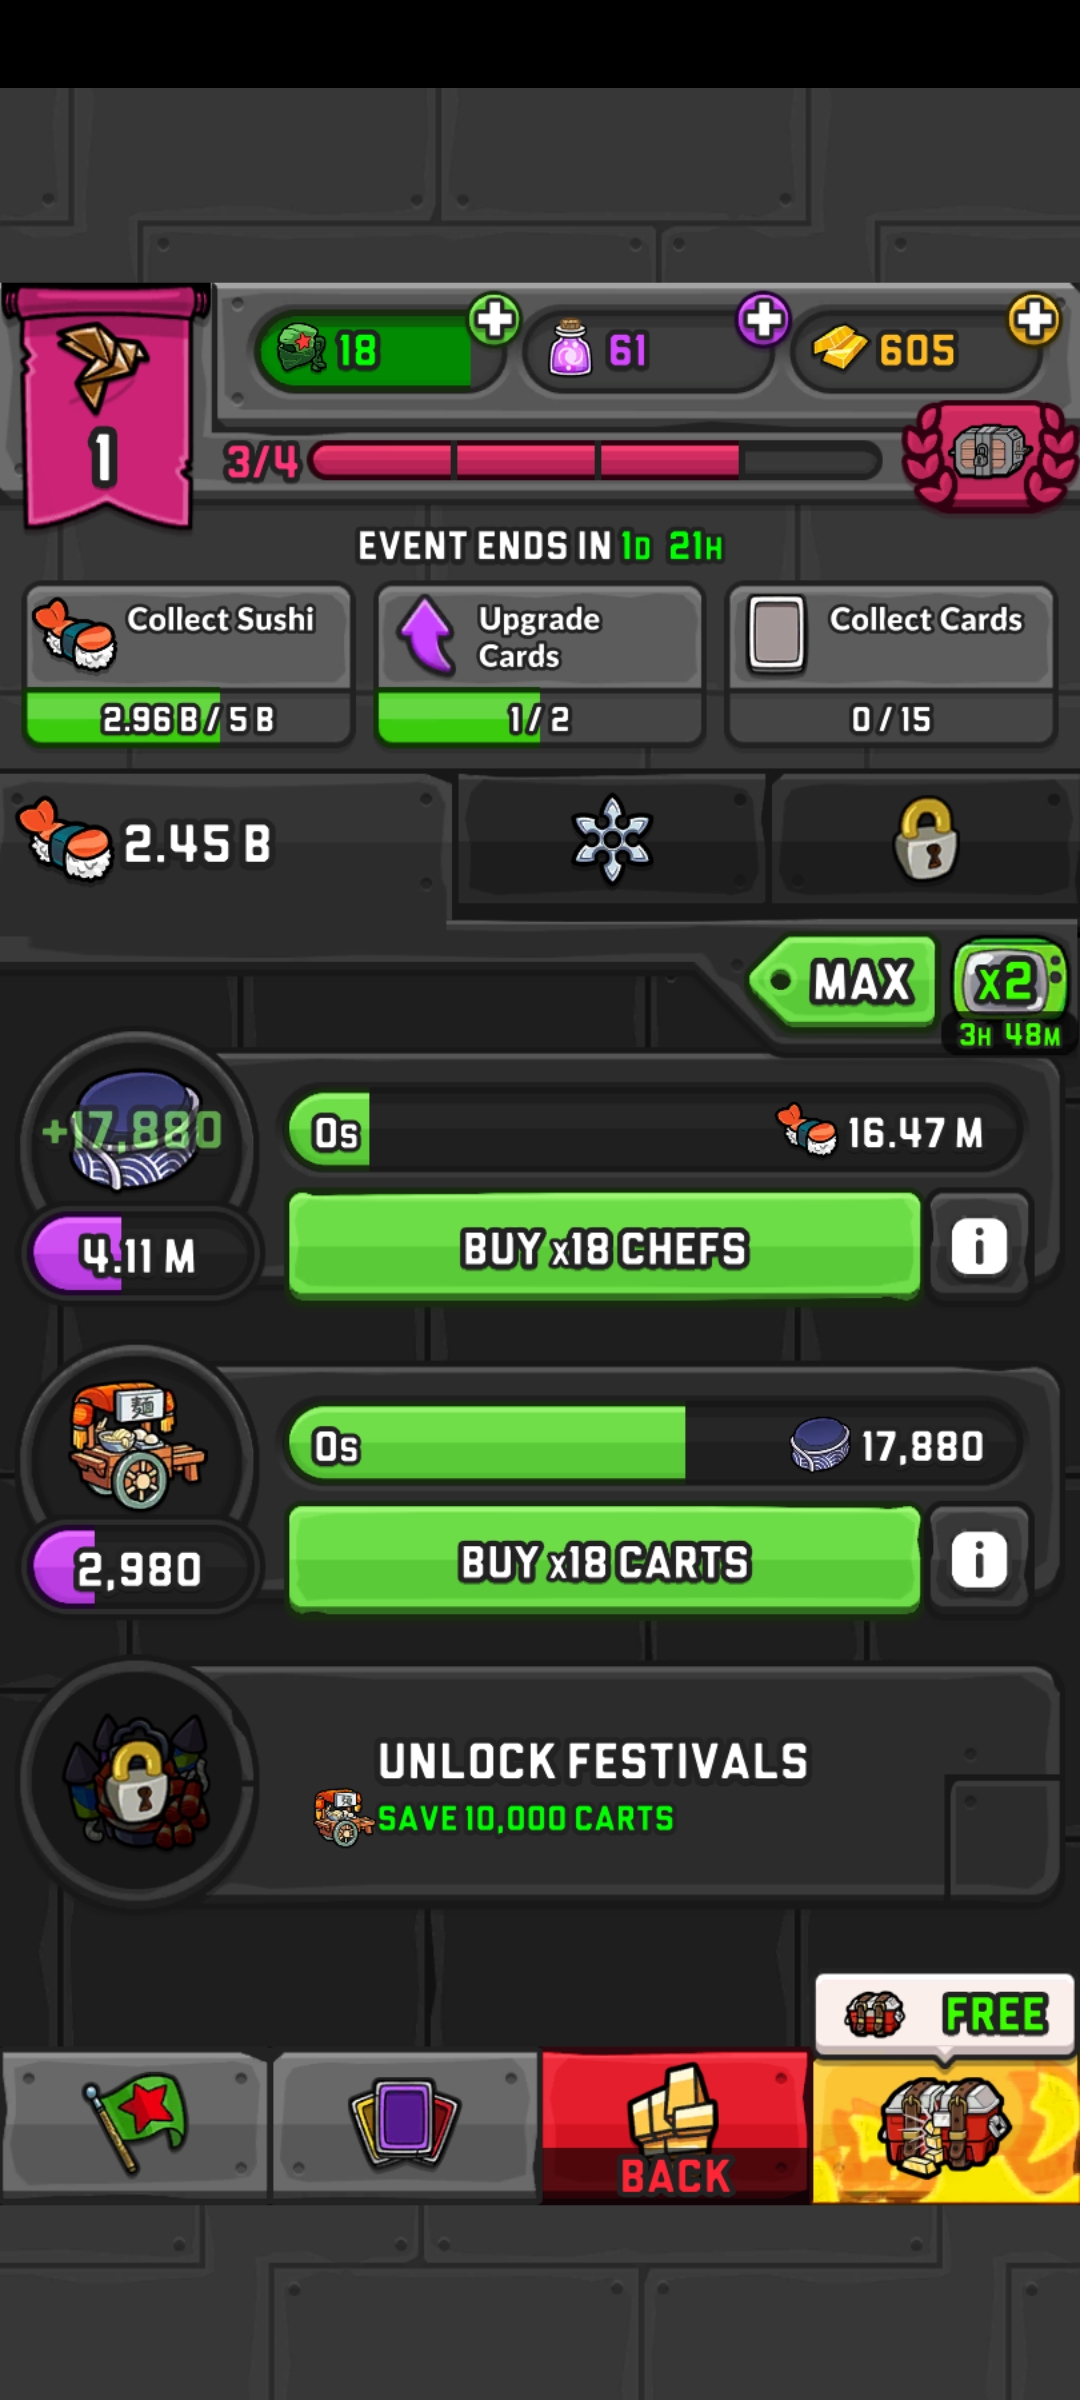 18
61
605
1
3/4
EVENT ENDS IN 1D 21H
Collect Sushi
2.96 B / 5 B
Upgrade
Cards
1 / 2
Collect Cards
0 / 15
2.45 B
MAX
x2
3H 48M
+17,880
0s
16.47 M
4.11 M
BUY x18 CHEFS
i
麺
0s
17,880
2,980
BUY x18 CARTS
i
UNLOCK FESTIVALS
SAVE 10,000 CARTS
FREE
BACK